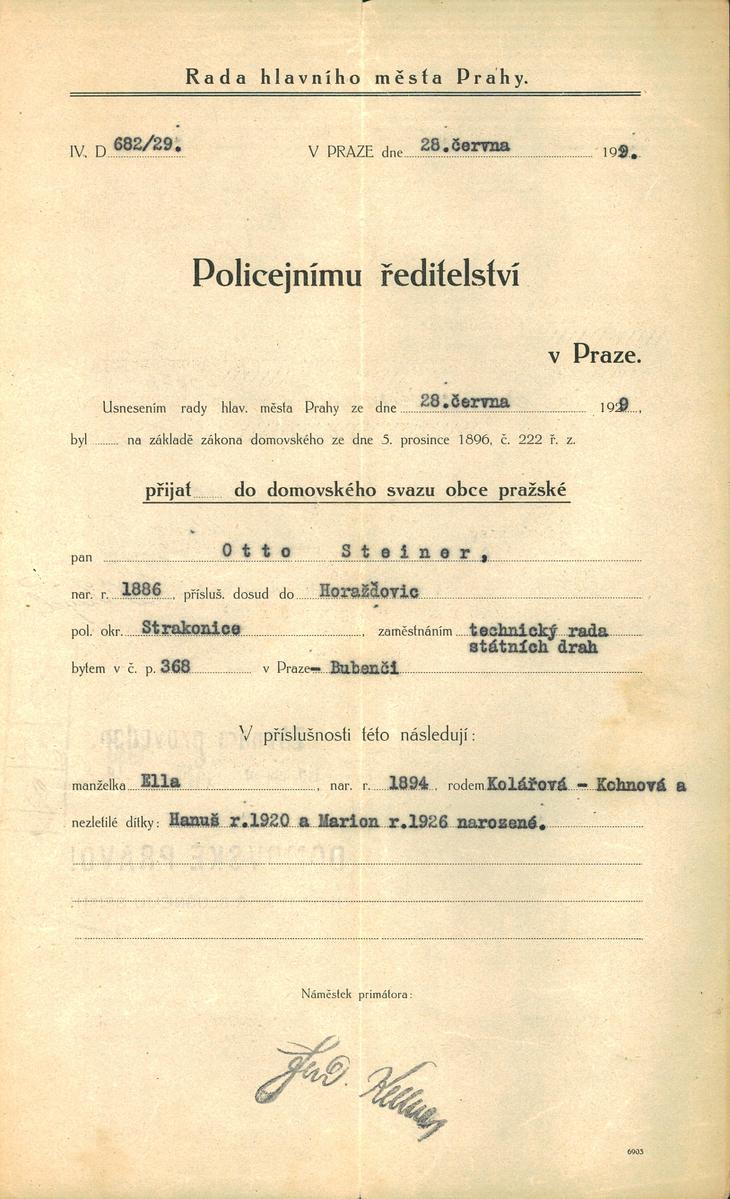 Rada hlavního města Prahy.
IV. D 682/29. V PRAZE dne 28.června 1929.
Policejnímu ředitelství
v Praze.
Usnesením rady hlav. města Prahy ze dne 28.června 1929,
byl na základě zákona domovského ze dne 5. prosince 1896, č. 222 ř. z.
přijat do domovského svazu obce pražské
pan Otto Steiner,
nar. r. 1886, přísluš. dosud do Horažďovic
pol. okr. Strakonice, zaměstnáním technický rada
státních drah
bytem v č. p. 368 v Praze - Bubenči
V příslušnosti této následují:
manželka Ella, nar. r. 1894, rodem Kolářová - Kohnová a
nezletilé dítky: Hanuš r.1920 a Marion r.1926 narozené.
Náměstek primátora:
6903